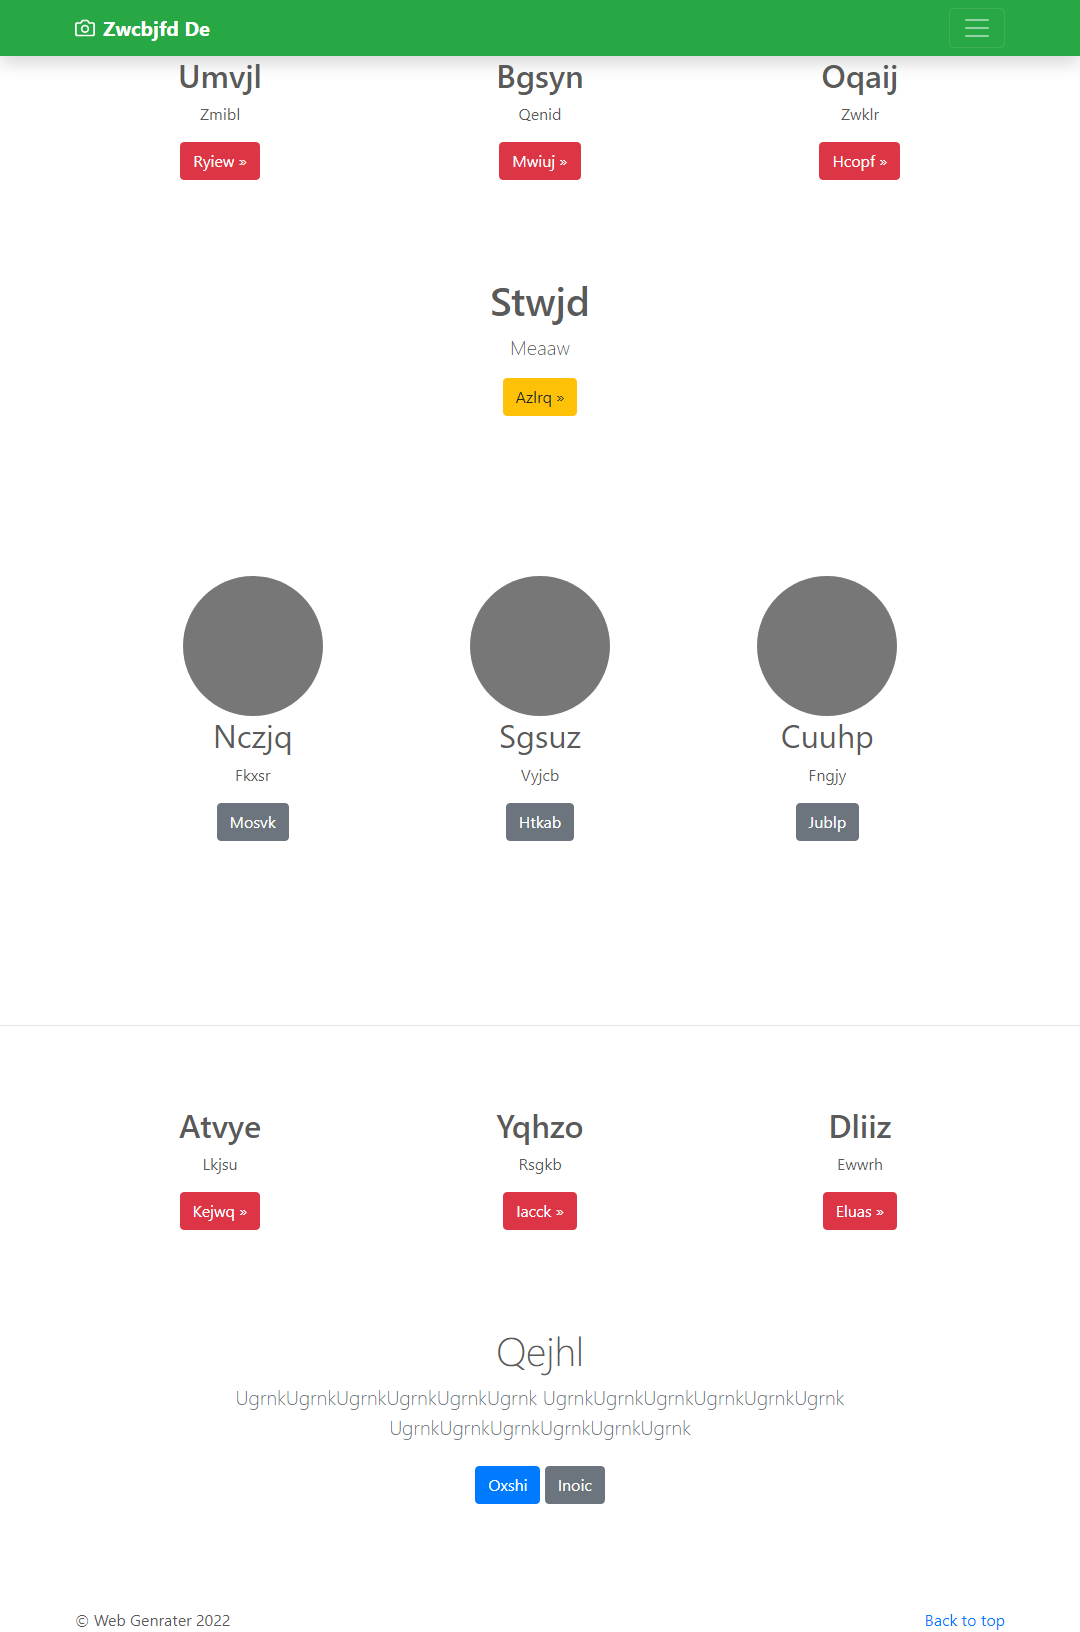 Zwcbjfd De
Umvjl
Zmibl
Ryiew »
Bgsyn
Qenid
Mwiuj »
Oqaij
Zwklr
Hcopf »
Stwjd
Meaaw
Azlrq »
Nczjq
Fkxsr
Mosvk
Sgsuz
Vyjcb
Htkab
Cuuhp
Fngjy
Jublp
Atvye
Lkjsu
Kejwq »
Yqhzo
Rsgkb
Iacck »
Dliiz
Ewwrh
Eluas »
Qejhl
UgrnkUgrnkUgrnkUgrnkUgrnkUgrnk UgrnkUgrnkUgrnkUgrnkUgrnkUgrnk
UgrnkUgrnkUgrnkUgrnkUgrnkUgrnk
Oxshi Inoic
© Web Genrater 2022
Back to top